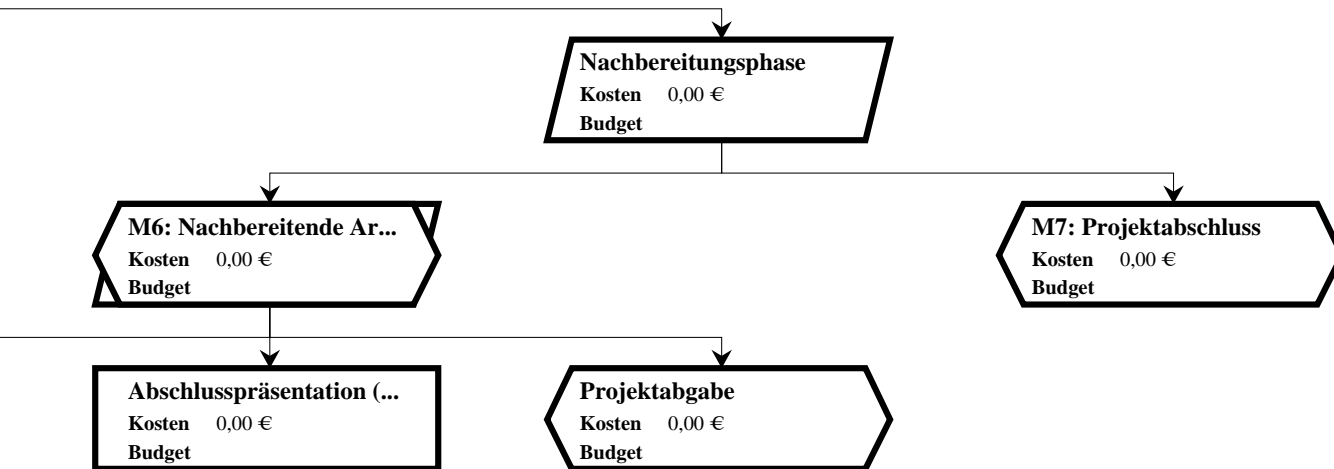 Nachbereitungsphase
Kosten 0,00 €
Budget
M6: Nachbereitende Ar...
Kosten 0,00 €
Budget
M7: Projektabschluss
Kosten 0,00 €
Budget
Abschlusspräsentation (...
Kosten 0,00 €
Budget
Projektabgabe
Kosten 0,00 €
Budget